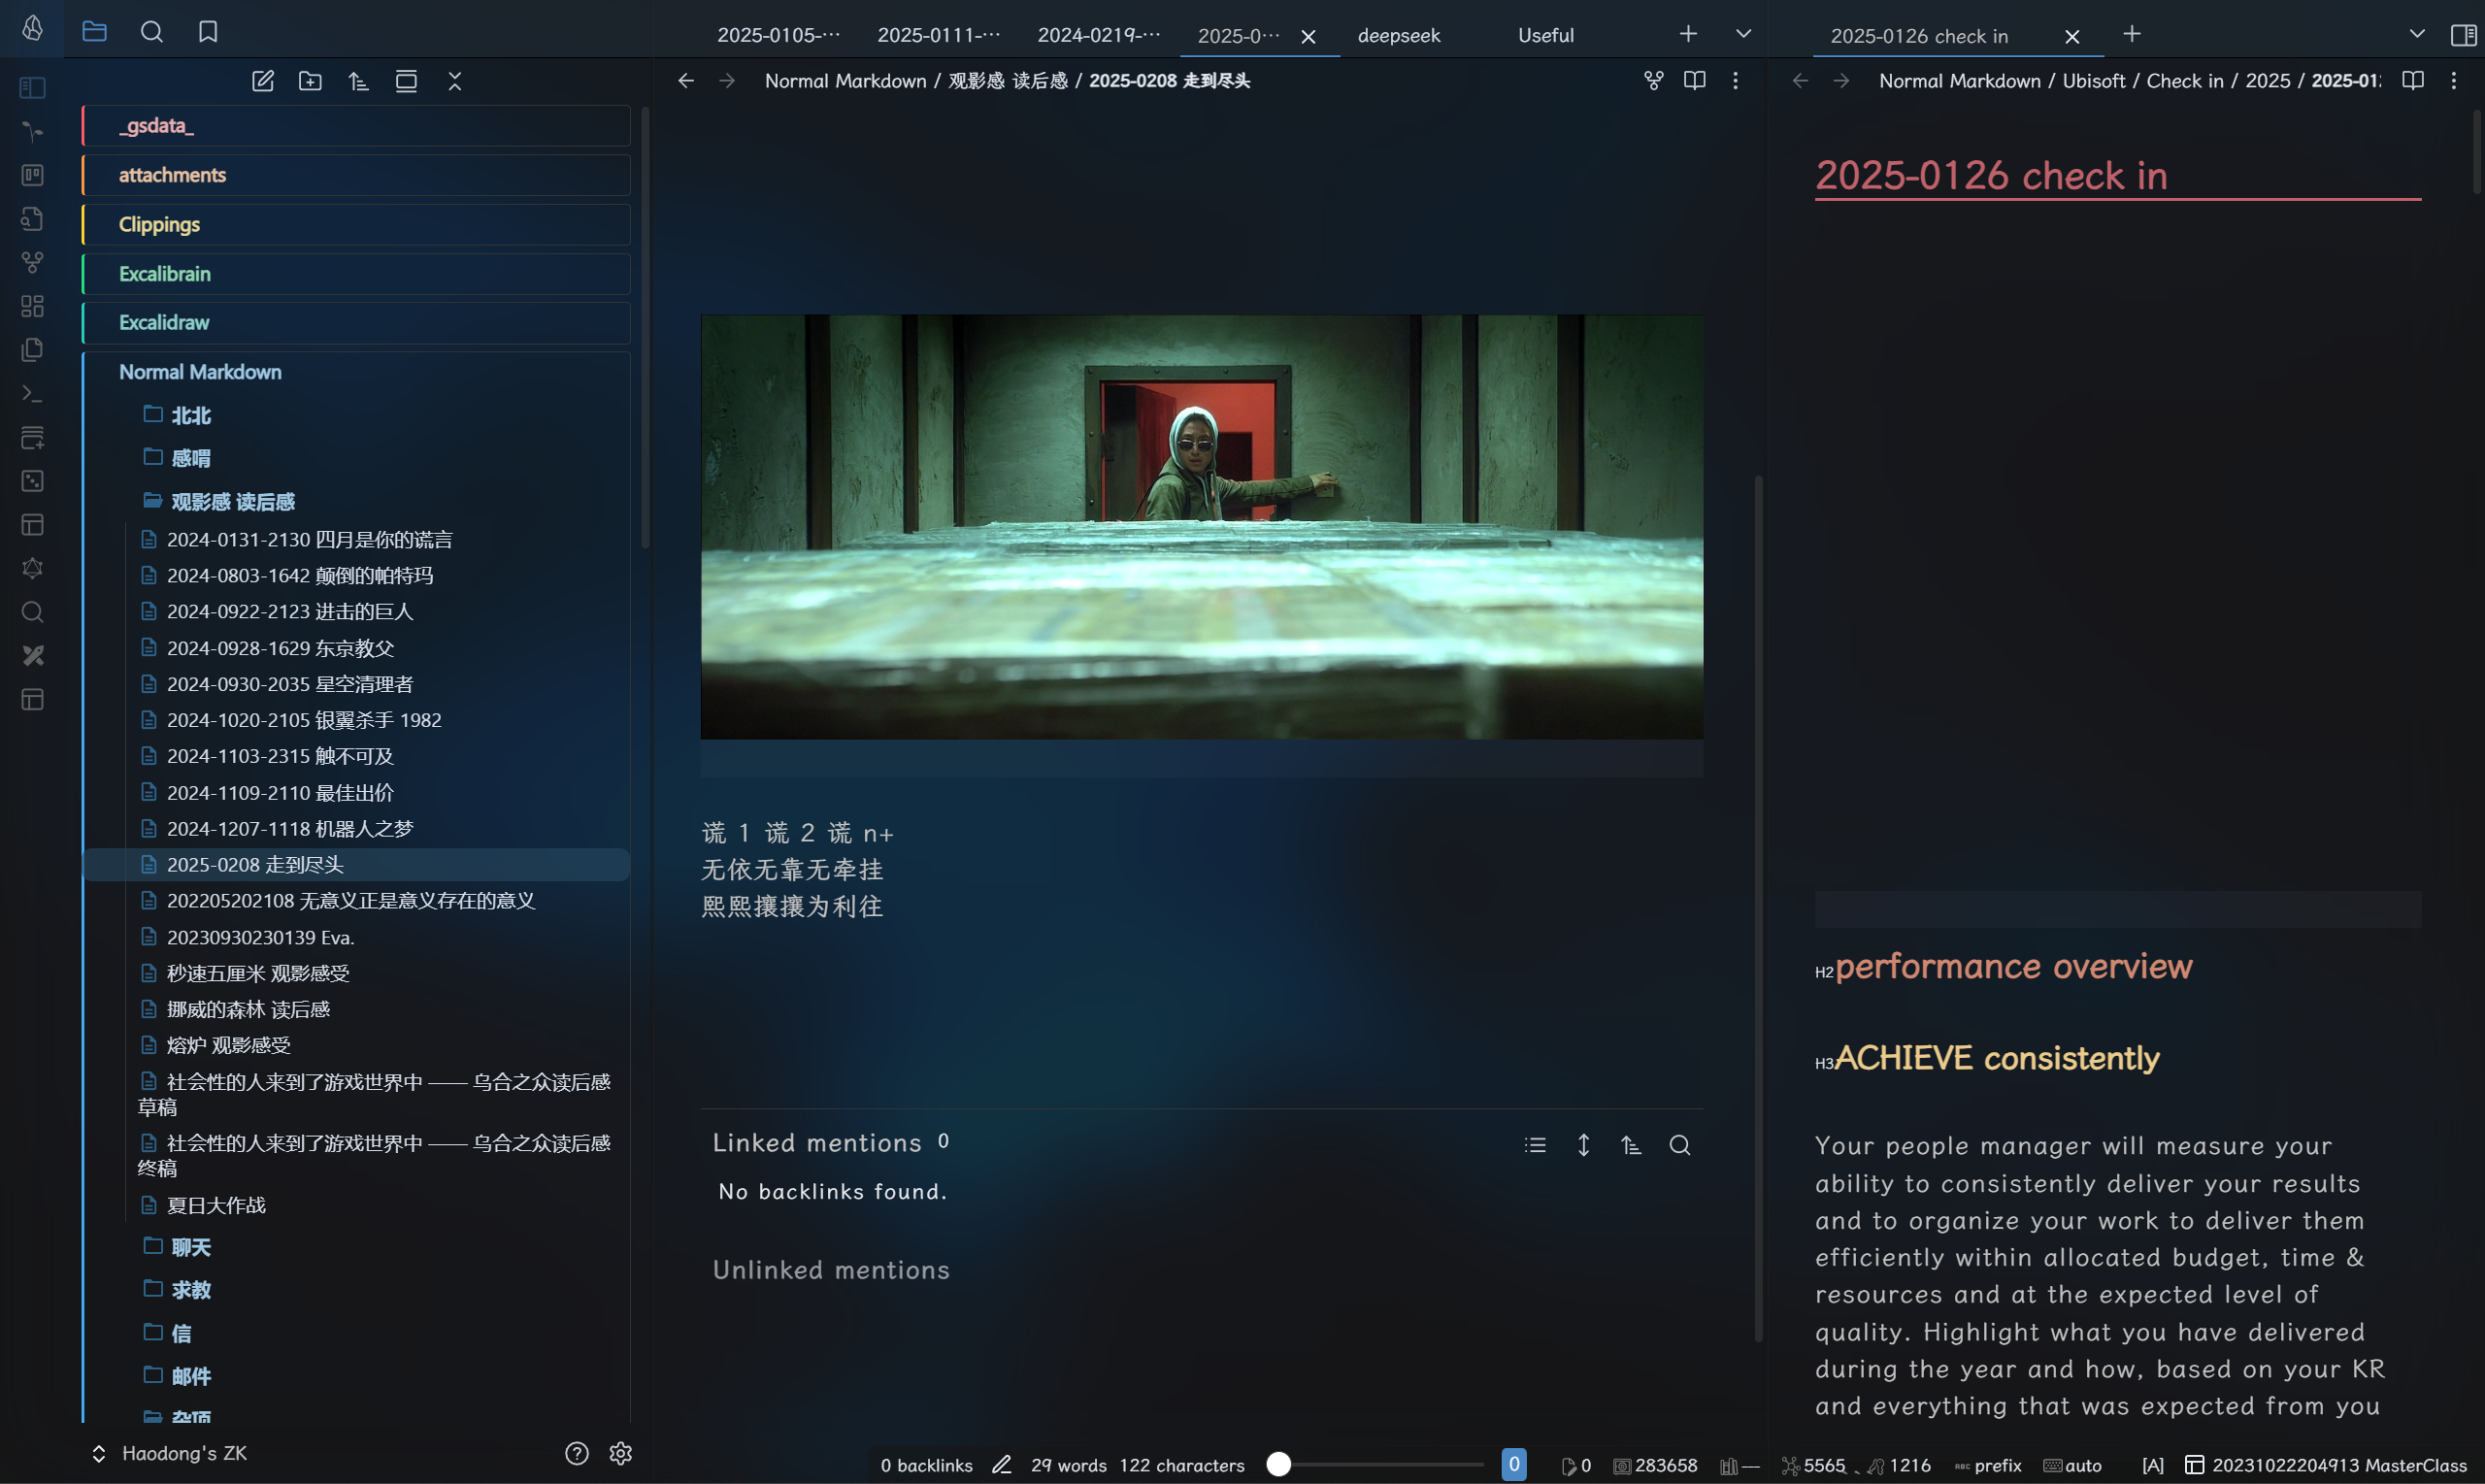 2025-0105-···
2025-0111-···
2024-0219-···
2025-0···
deepseek
Useful
2025-0126 check in
Normal Markdown / 观影感 读后感 / 2025-0208 走到尽头
Normal Markdown / Ubisoft / Check in / 2025 / 2025-01
_gsdata_
attachments
Clippings
Excalibrain
Excalidraw
Normal Markdown
北北
感喟
观影感 读后感
2024-0131-2130 四月是你的谎言
2024-0803-1642 颠倒的帕特玛
2024-0922-2123 进击的巨人
2024-0928-1629 东京教父
2024-0930-2035 星空清理者
2024-1020-2105 银翼杀手 1982
2024-1103-2315 触不可及
2024-1109-2110 最佳出价
2024-1207-1118 机器人之梦
2025-0208 走到尽头
202205202108 无意义正是意义存在的意义
20230930230139 Eva.
秒速五厘米 观影感受
挪威的森林 读后感
熔炉 观影感受
社会性的人来到了游戏世界中 —— 乌合之众读后感
草稿
社会性的人来到了游戏世界中 —— 乌合之众读后感
终稿
夏日大作战
聊天
求教
信
邮件
杂项
Haodong's ZK
谎 1 谎 2 谎 n+
无依无靠无牵挂
熙熙攘攘为利往
Linked mentions 0
No backlinks found.
Unlinked mentions
2025-0126 check in
H2 performance overview
H3 ACHIEVE consistently
Your people manager will measure your
ability to consistently deliver your results
and to organize your work to deliver them
efficiently within allocated budget, time &
resources and at the expected level of
quality. Highlight what you have delivered
during the year and how, based on your KR
and everything that was expected from you
0 backlinks
29 words 122 characters
0
0
283658
5565
1216
ABC prefix
auto
[A]
20231022204913 MasterClass